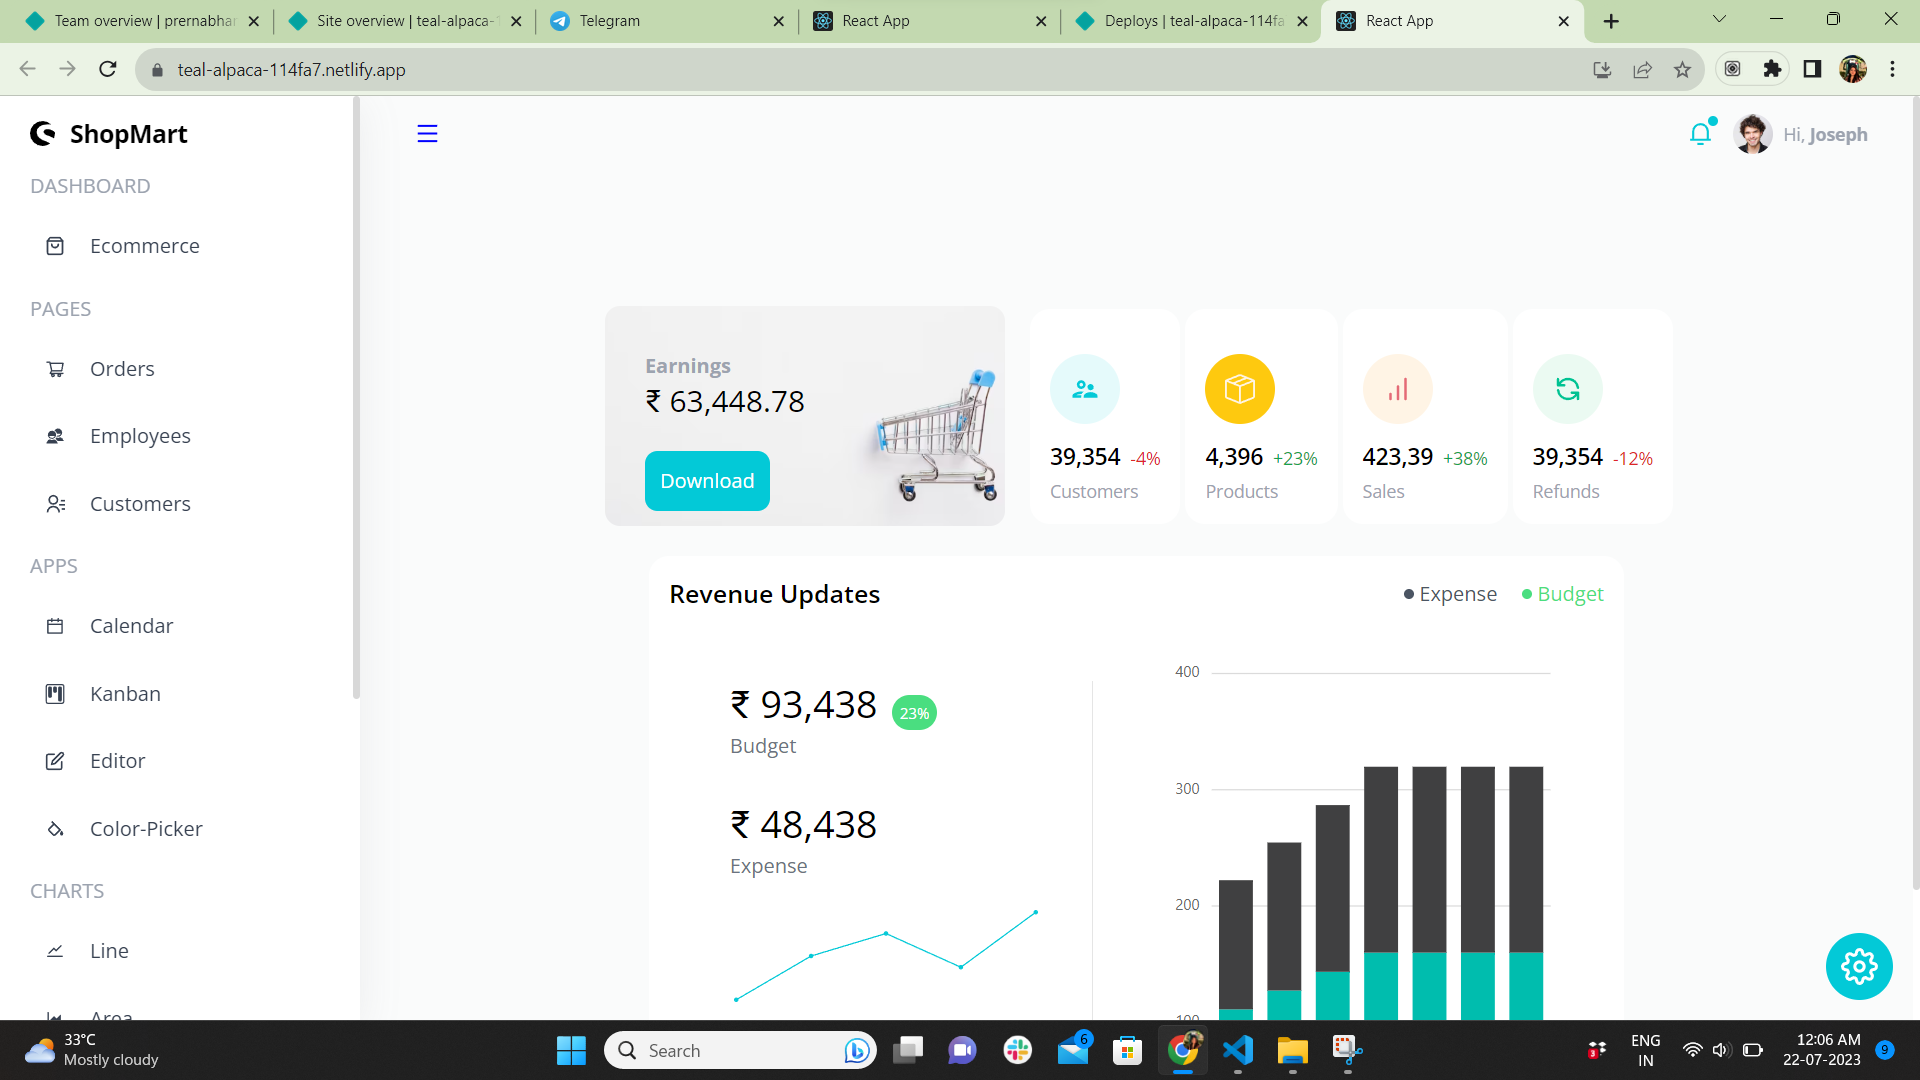 Team overview | prernabhar
Site overview | teal-alpaca-1
Telegram
React App
Deploys | teal-alpaca-114fa
React App
teal-alpaca-114fa7.netlify.app
ShopMart
Hi, Joseph
DASHBOARD
Ecommerce
PAGES
Orders
Employees
Customers
APPS
Calendar
Kanban
Editor
Color-Picker
CHARTS
Line
Area
Earnings
₹ 63,448.78
Download
39,354 -4%
Customers
4,396 +23%
Products
423,39 +38%
Sales
39,354 -12%
Refunds
Revenue Updates
Expense
Budget
₹ 93,438 23%
Budget
₹ 48,438
Expense
400
300
200
100
33°C
Mostly cloudy
Search
6
3
ENG
IN
12:06 AM
22-07-2023
9